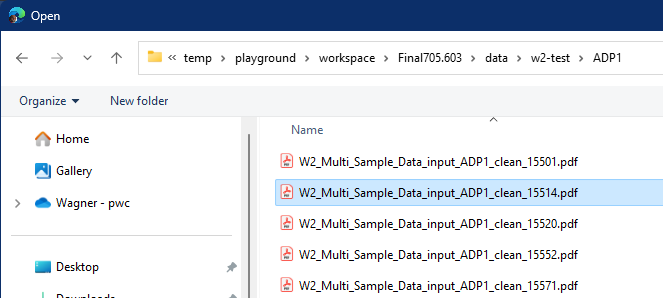 Open
« temp › playground › workspace › Final705.603 › data › w2-test › ADP1
Organize New folder
Name
Home
Gallery
Wagner - pwc
Desktop
Downloads
W2_Multi_Sample_Data_input_ADP1_clean_15501.pdf
W2_Multi_Sample_Data_input_ADP1_clean_15514.pdf
W2_Multi_Sample_Data_input_ADP1_clean_15520.pdf
W2_Multi_Sample_Data_input_ADP1_clean_15552.pdf
W2_Multi_Sample_Data_input_ADP1_clean_15571.pdf